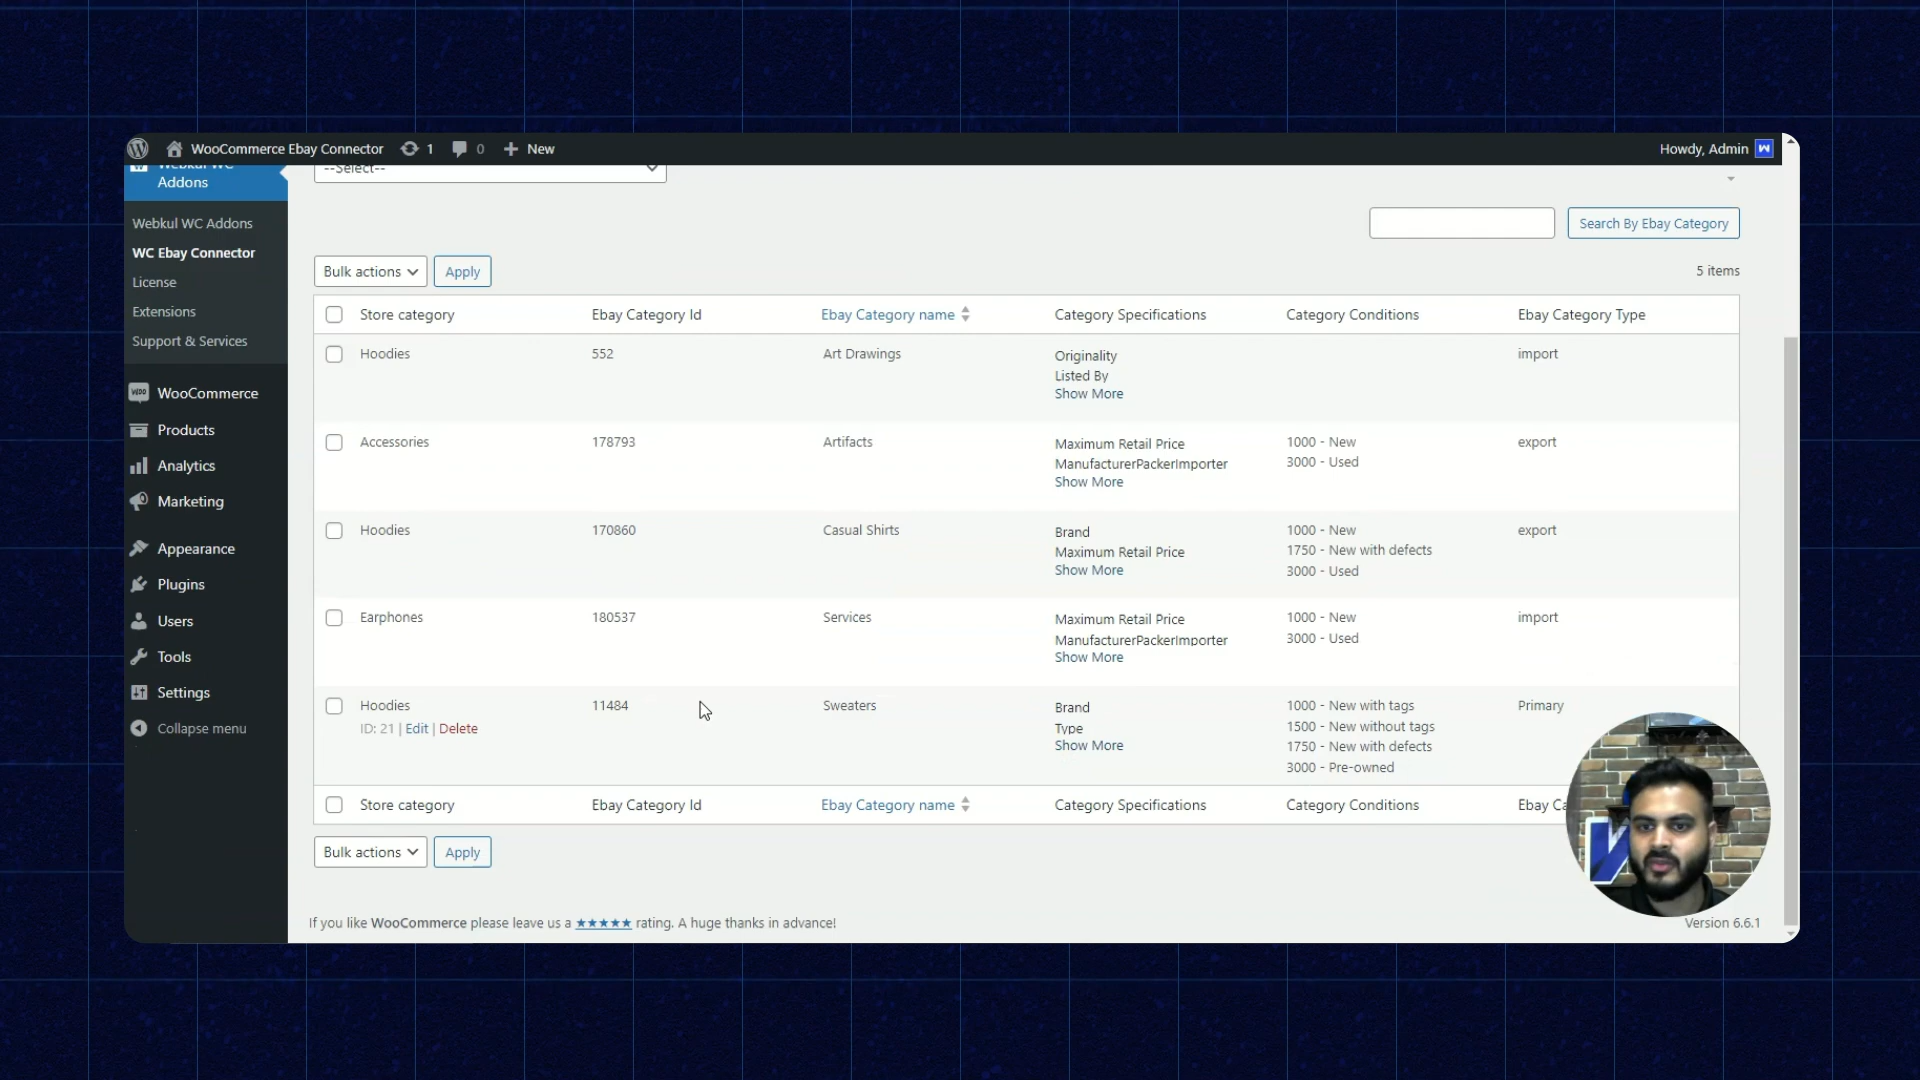 WooCommerce Ebay Connector 1 0 New Howdy, Admin
Webkul WC
Addons
Webkul WC Addons
WC Ebay Connector
License
Extensions
Support & Services
WooCommerce
Products
Analytics
Marketing
Appearance
Plugins
Users
Tools
Settings
Collapse menu
--Select--
Search By Ebay Category
Bulk actions Apply 5 items
Store category Ebay Category Id Ebay Category name Category Specifications Category Conditions Ebay Category Type
Hoodies 552 Art Drawings Originality import
Listed By
Show More
Accessories 178793 Artifacts Maximum Retail Price 1000 - New export
ManufacturerPackerImporter 3000 - Used
Show More
Hoodies 170860 Casual Shirts Brand 1000 - New export
Maximum Retail Price 1750 - New with defects
Show More 3000 - Used
Earphones 180537 Services Maximum Retail Price 1000 - New import
ManufacturerPackerImporter 3000 - Used
Show More
Hoodies 11484 Sweaters Brand 1000 - New with tags Primary
ID: 21 | Edit | Delete Type 1500 - New without tags
Show More 1750 - New with defects
3000 - Pre-owned
Store category Ebay Category Id Ebay Category name Category Specifications Category Conditions Ebay Ca
Bulk actions Apply
If you like WooCommerce please leave us a ★★★★★ rating. A huge thanks in advance! Version 6.6.1